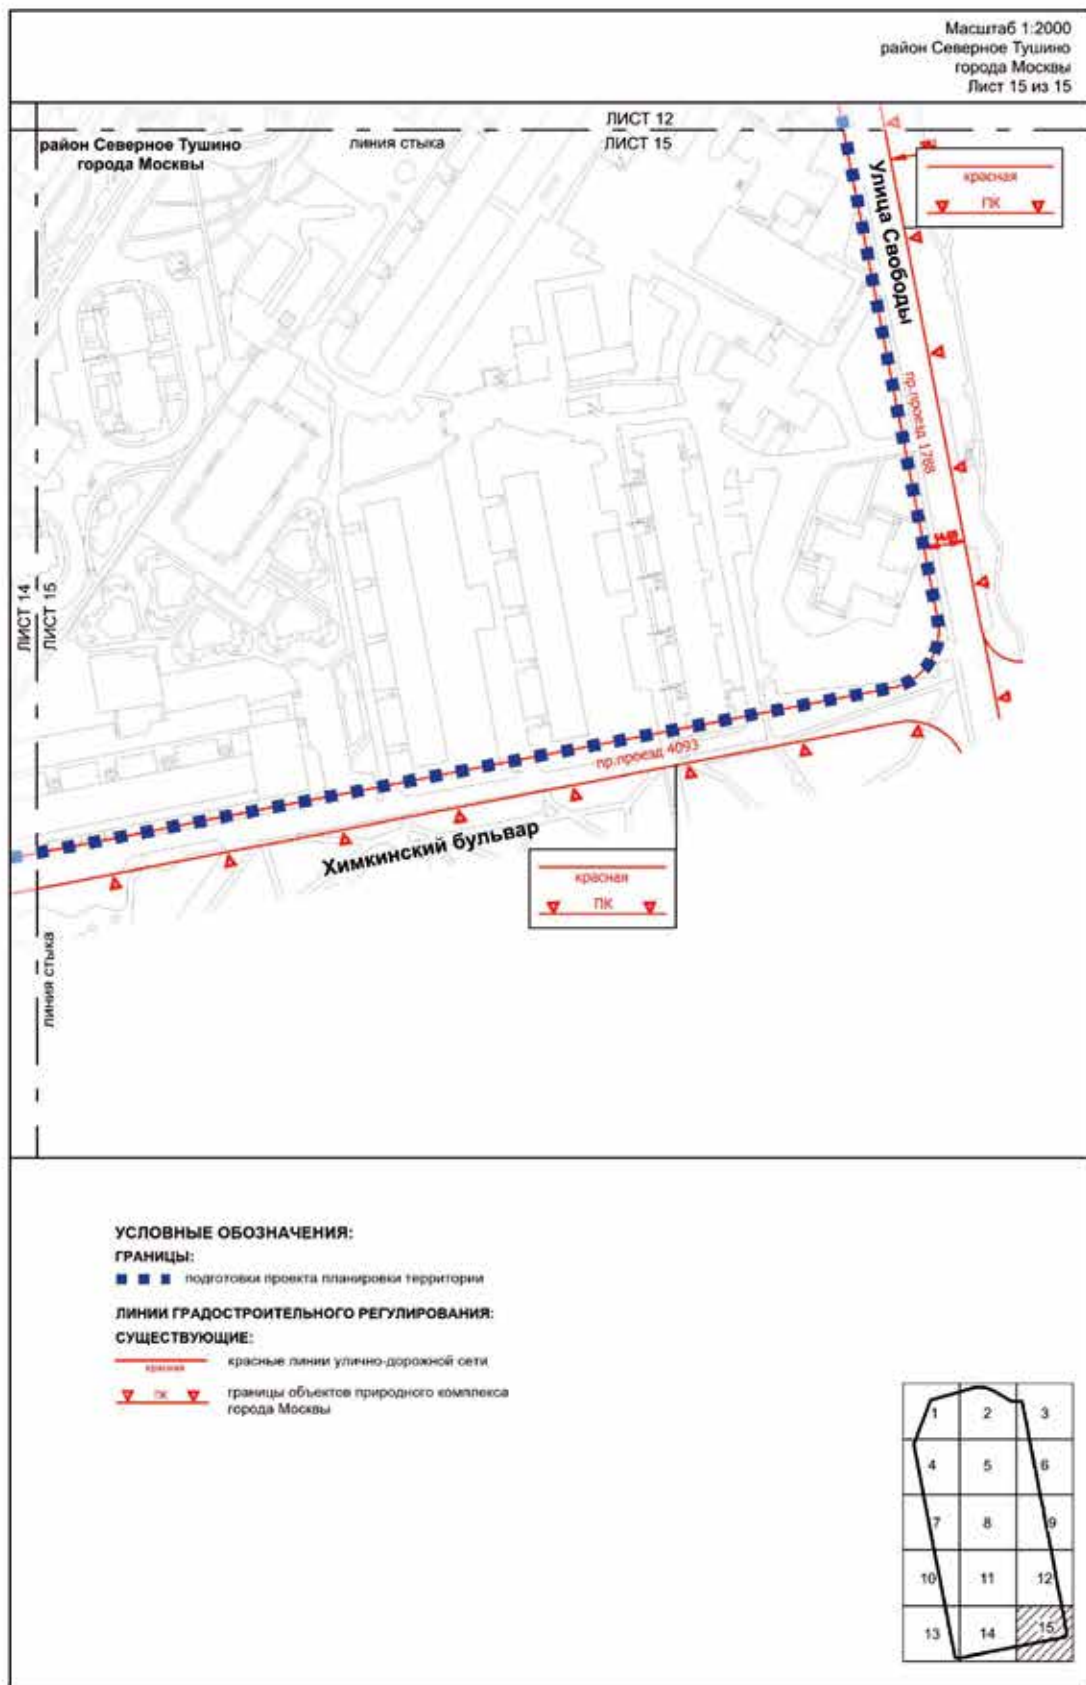 Масштаб 1:2000
район Северное Тушино
города Москвы
Лист 15 из 15
ЛИСТ 12
линия стыка
ЛИСТ 15
район Северное Тушино
города Москвы
Улица Свободы
красная
ПК
пр.проезд 1788
ЛИСТ 14
ЛИСТ 15
пр.проезд 4093
Химкинский бульвар
красная
ПК
линия стыка
УСЛОВНЫЕ ОБОЗНАЧЕНИЯ:
ГРАНИЦЫ:
подготовки проекта планировки территории
ЛИНИИ ГРАДОСТРОИТЕЛЬНОГО РЕГУЛИРОВАНИЯ:
СУЩЕСТВУЮЩИЕ:
красная
красные линии улично-дорожной сети
ПК
границы объектов природного комплекса
города Москвы
1 2 3
4 5 6
7 8 9
10 11 12
13 14 15